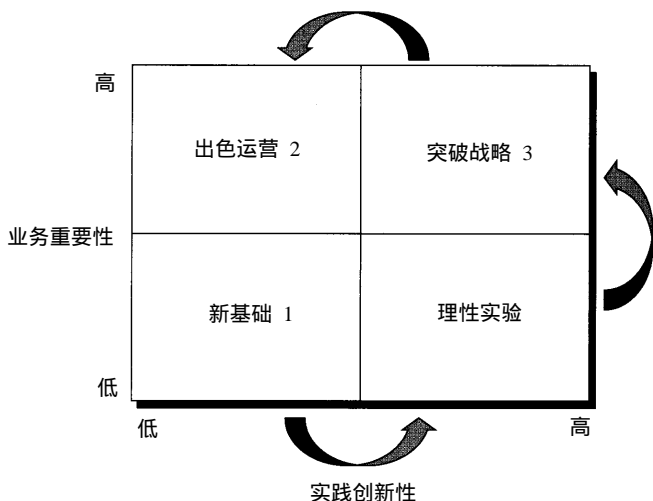 高
出色运营 2
突破战略 3
业务重要性
新基础 1
理性实验
低
低
高
实践创新性